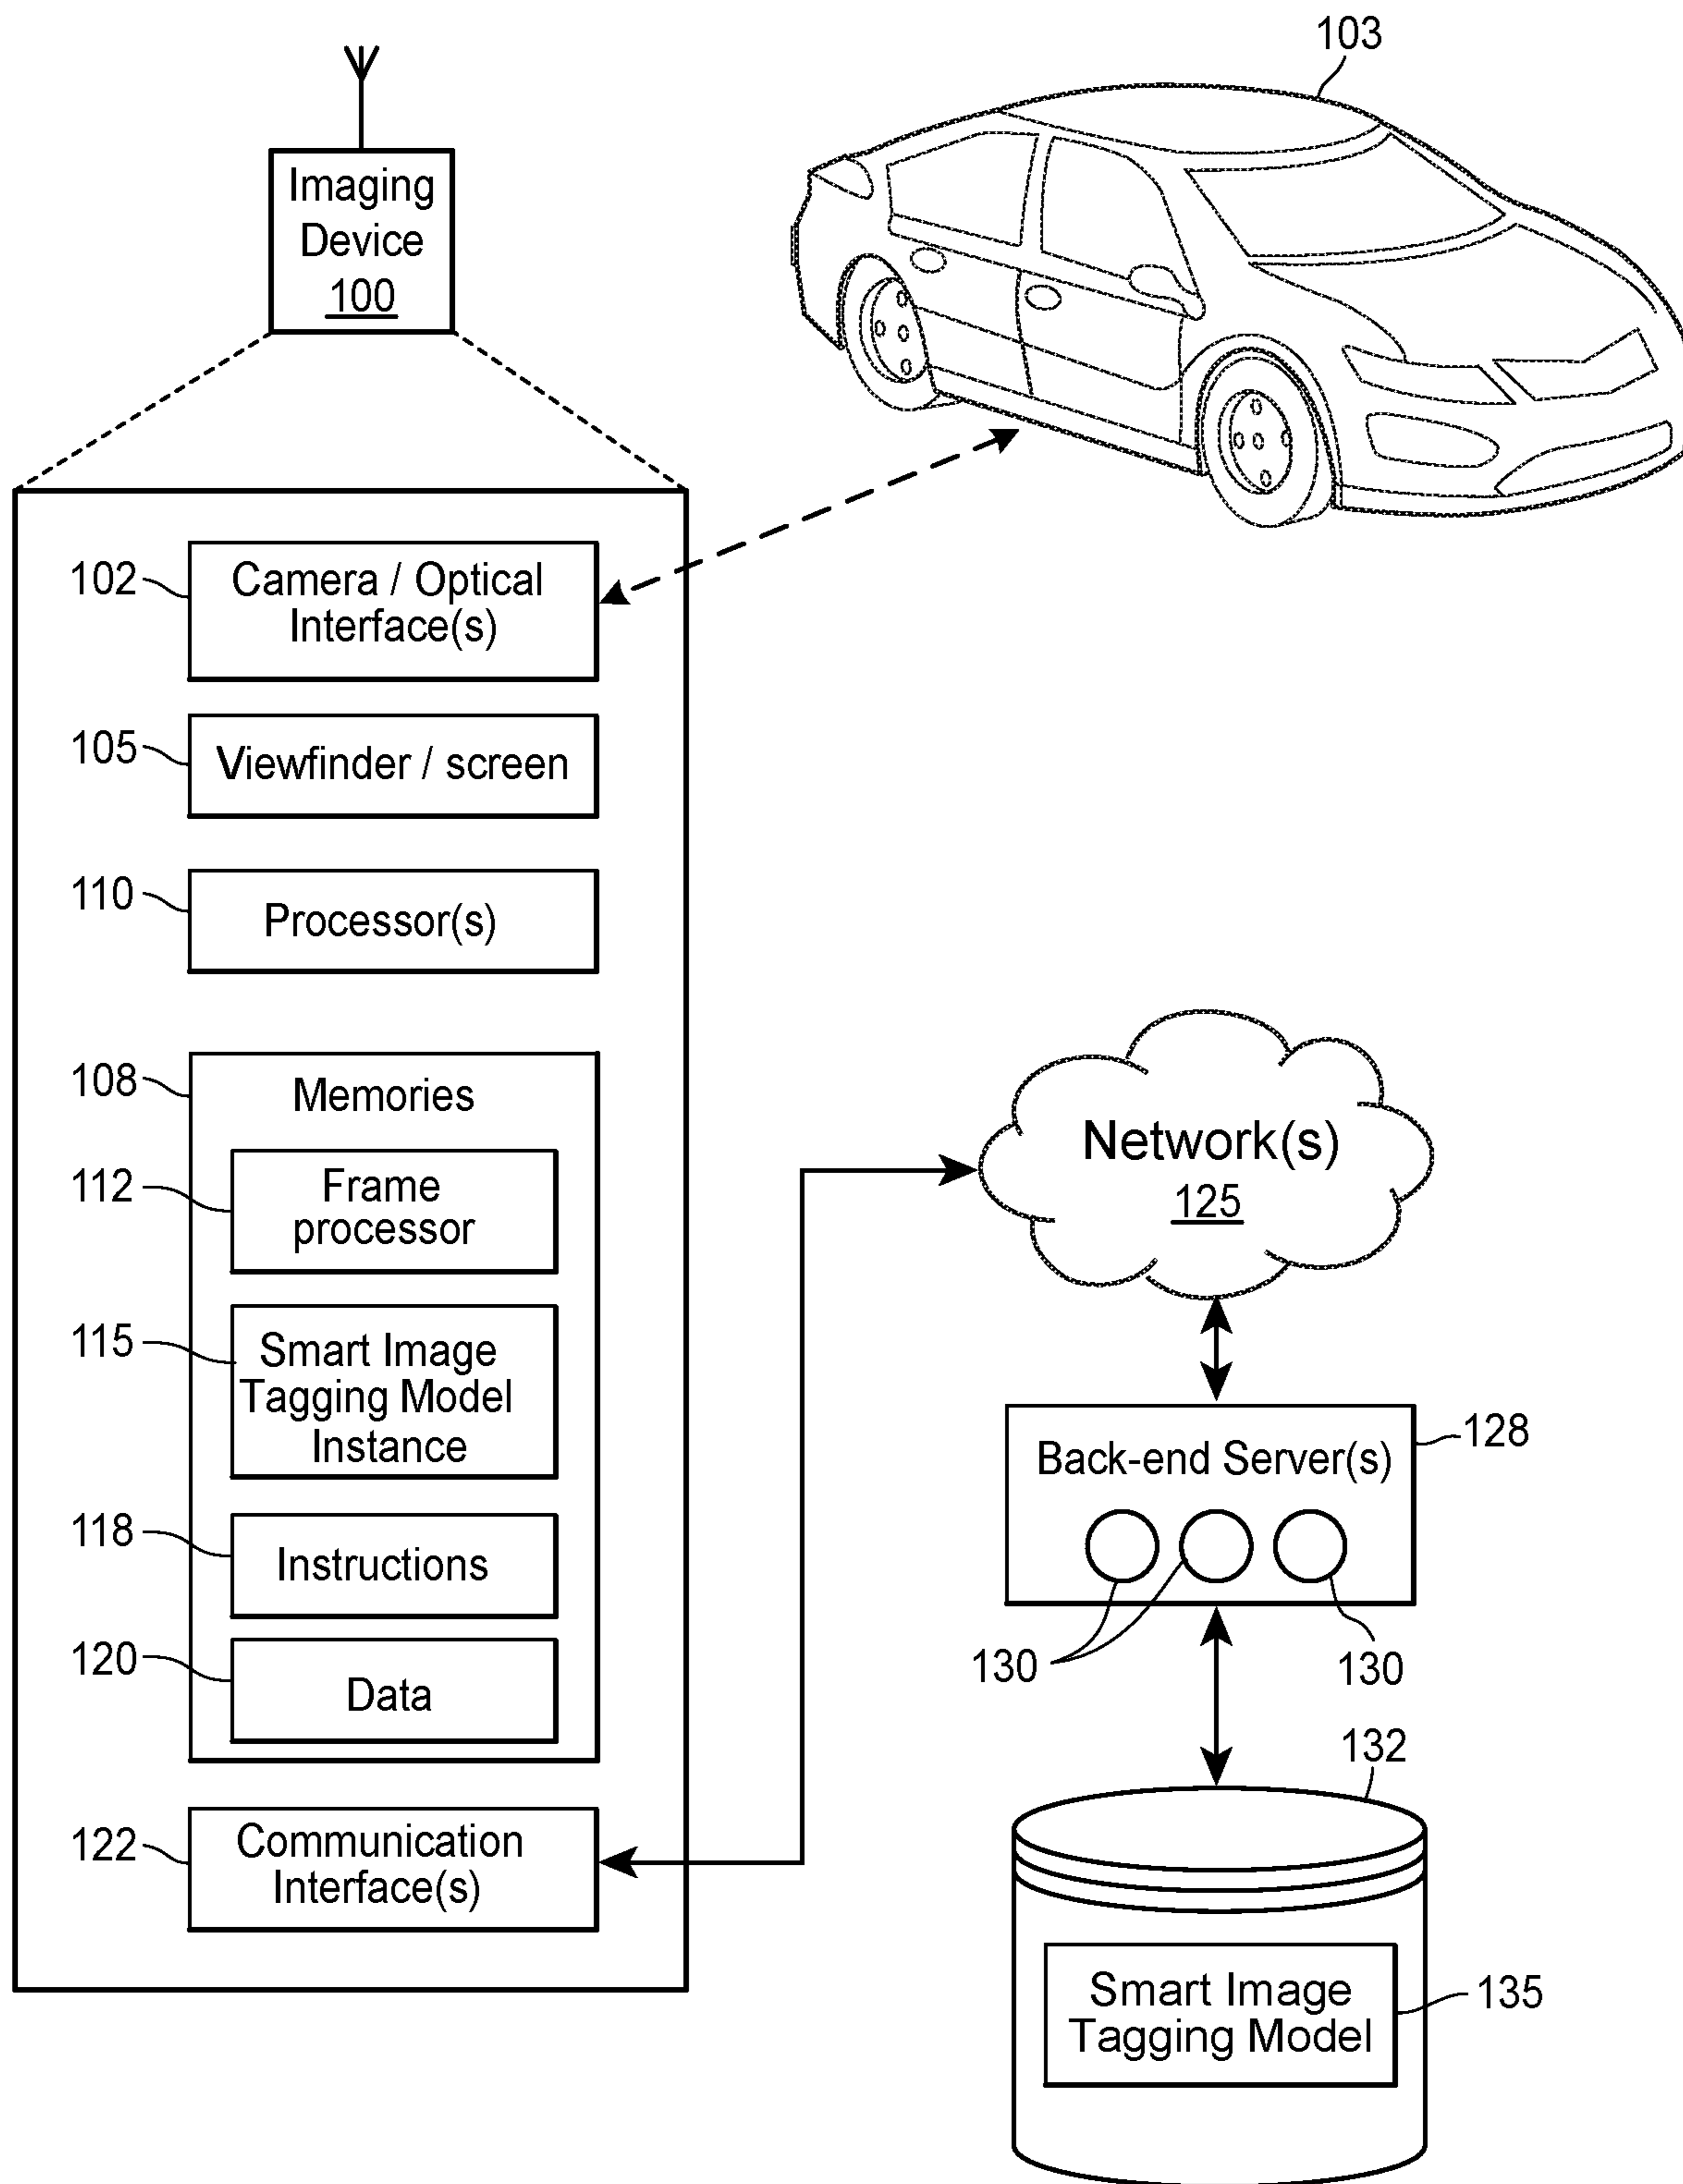 103
Imaging
Device
100
102
Camera / Optical
Interface(s)
105
Viewfinder / screen
110
Processor(s)
108
Memories
112
Frame
processor
115
Smart Image
Tagging Model
Instance
118
Instructions
120
Data
122
Communication
Interface(s)
Network(s)
125
Back-end Server(s)
128
130
130
132
Smart Image
Tagging Model
135